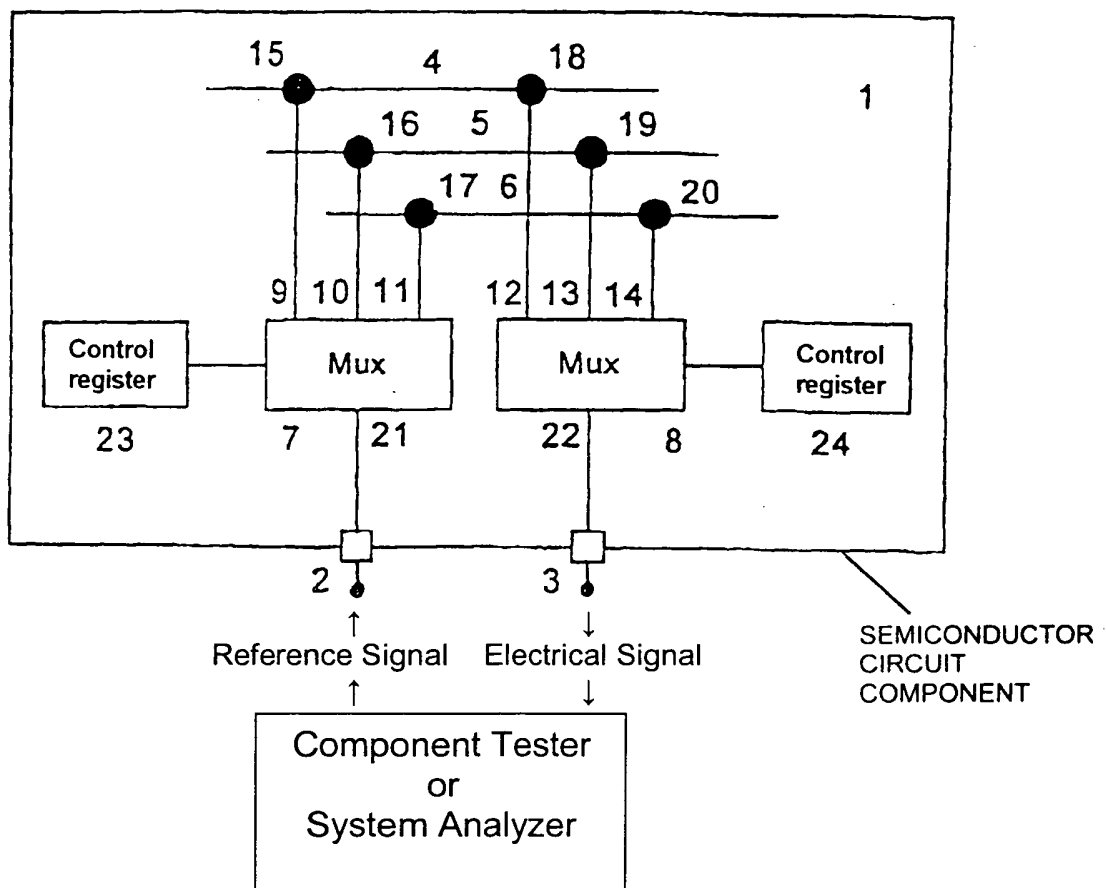 15 4 18
1
16 5 19
17 6 20
9 10 11 12 13 14
Control register
Mux
Mux
Control register
23 7 21 22 8 24
2 3
↑ ↓
Reference Signal Electrical Signal
↑ ↓
Component Tester
or
System Analyzer
SEMICONDUCTOR
CIRCUIT
COMPONENT